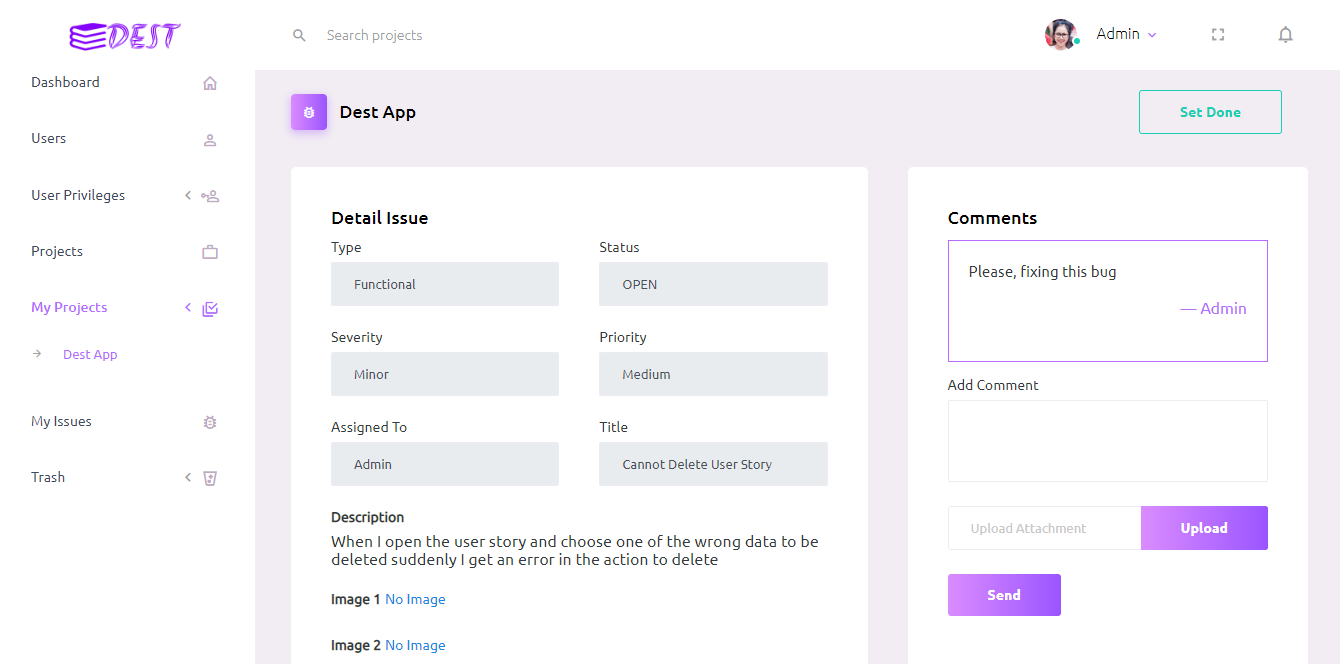 DEST
Search projects
Admin
Dashboard
Users
User Privileges
Projects
My Projects
Dest App
My Issues
Trash
Dest App
Set Done
Detail Issue
Type
Status
Functional
OPEN
Severity
Priority
Minor
Medium
Assigned To
Title
Admin
Cannot Delete User Story
Description
When I open the user story and choose one of the wrong data to be
deleted suddenly I get an error in the action to delete
Image 1 No Image
Image 2 No Image
Comments
Please, fixing this bug
— Admin
Add Comment
Upload Attachment
Upload
Send